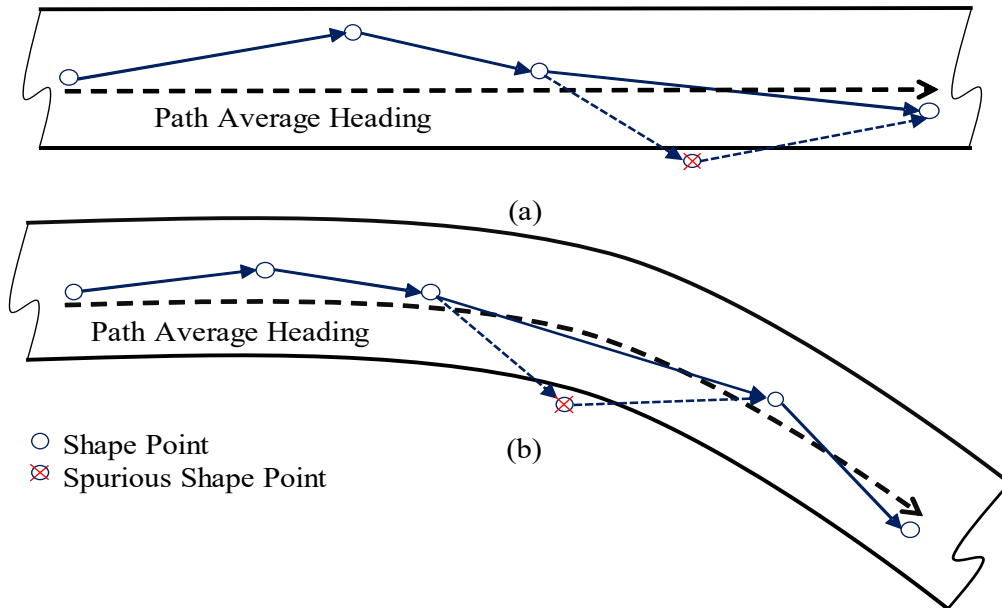 Path Average Heading
(a)
Path Average Heading
(b)
Shape Point
Spurious Shape Point